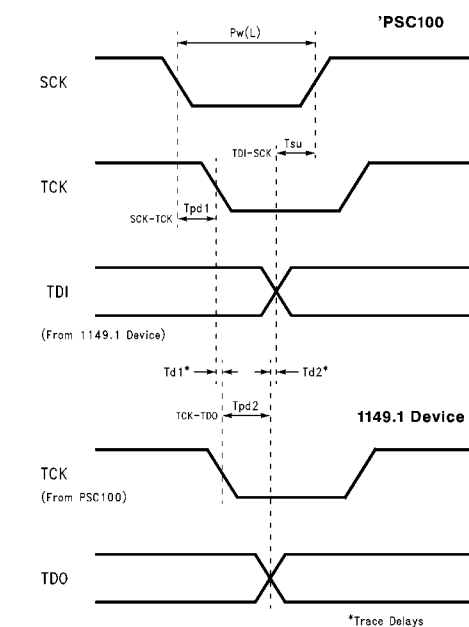 'PSC100
Pw(L)
SCK
Tsu
TDI-SCK
TCK
Tpd1
SCK-TCK
TDI
(From 1149.1 Device)
Td1*
Td2*
Tpd2
TCK-TDO
1149.1 Device
TCK
(From PSC100)
TDO
*Trace Delays